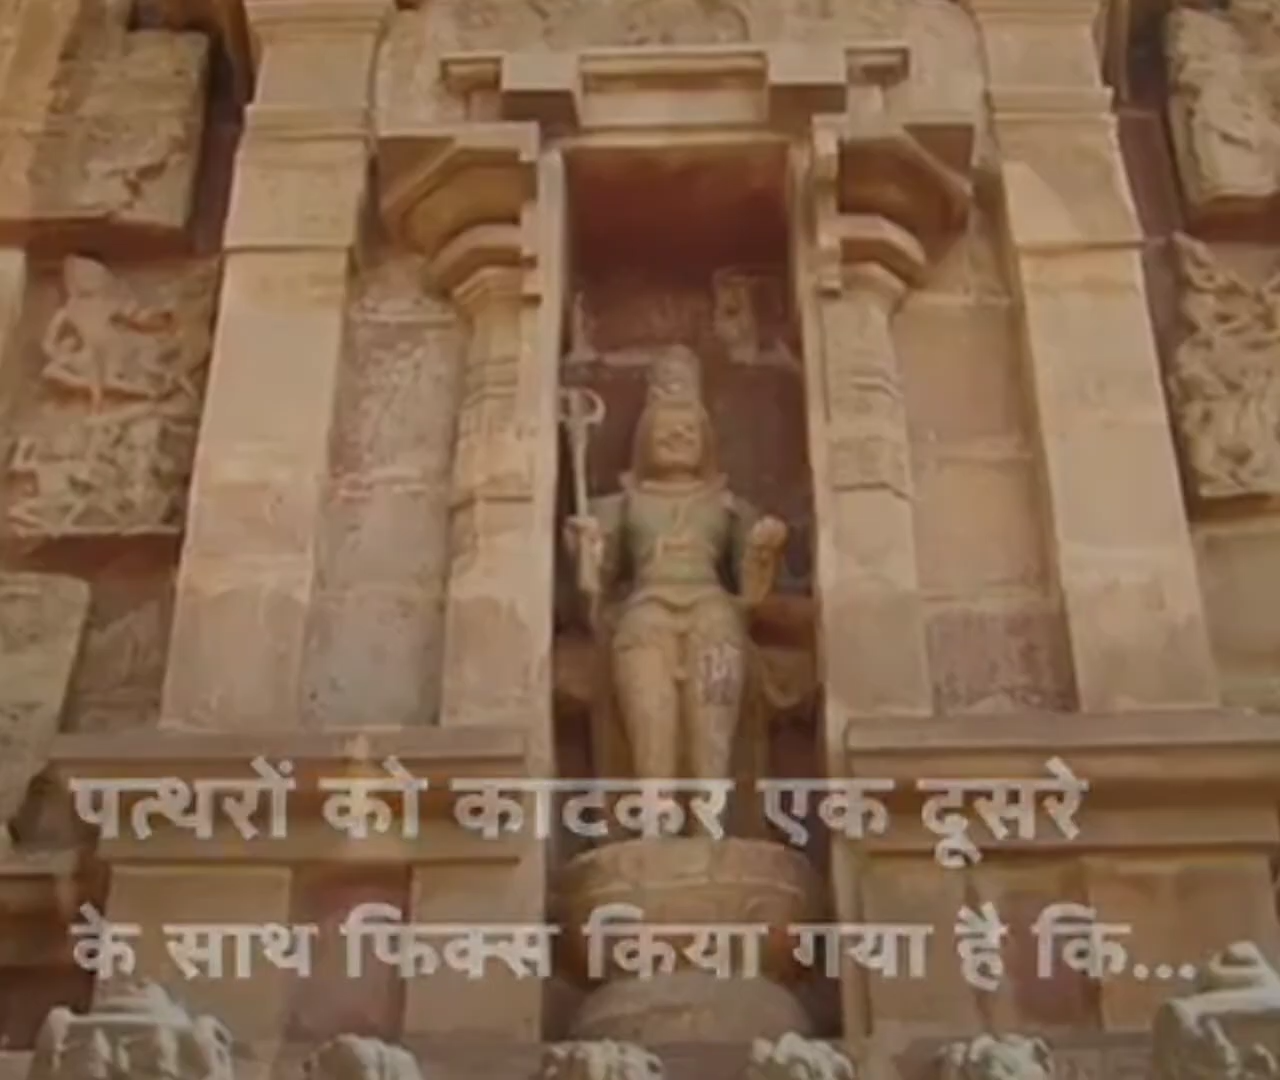 पत्थरों को काटकर एक दूसरे
के साथ फिक्स किया गया है कि...